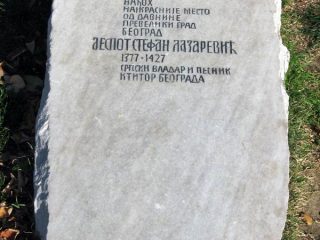 НАЂОХ
НАЈКРАСНИЈЕ МЕСТО
ОД ДАВНИНЕ
ПРЕВЕЛИКИ ГРАД
БЕОГРАД
ДЕСПОТ СТЕФАН ЛАЗАРЕВИЋ
1377-1427
СРПСКИ ВЛАДАР И ПЕСНИК
КТИТОР БЕОГРАДА